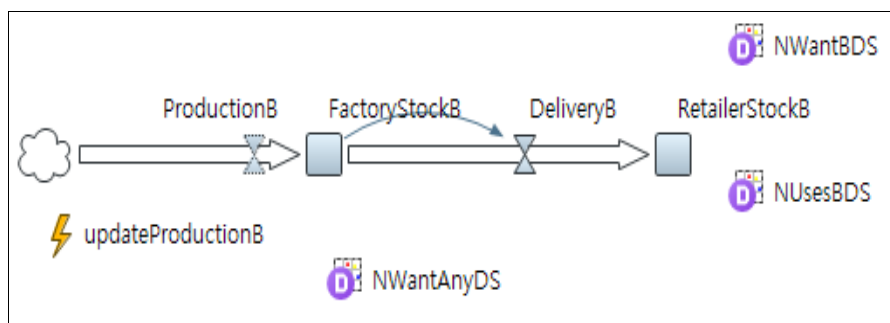 NWantBDS
ProductionB FactoryStockB DeliveryB RetailerStockB
NUsesBDS
updateProductionB
NWantAnyDS